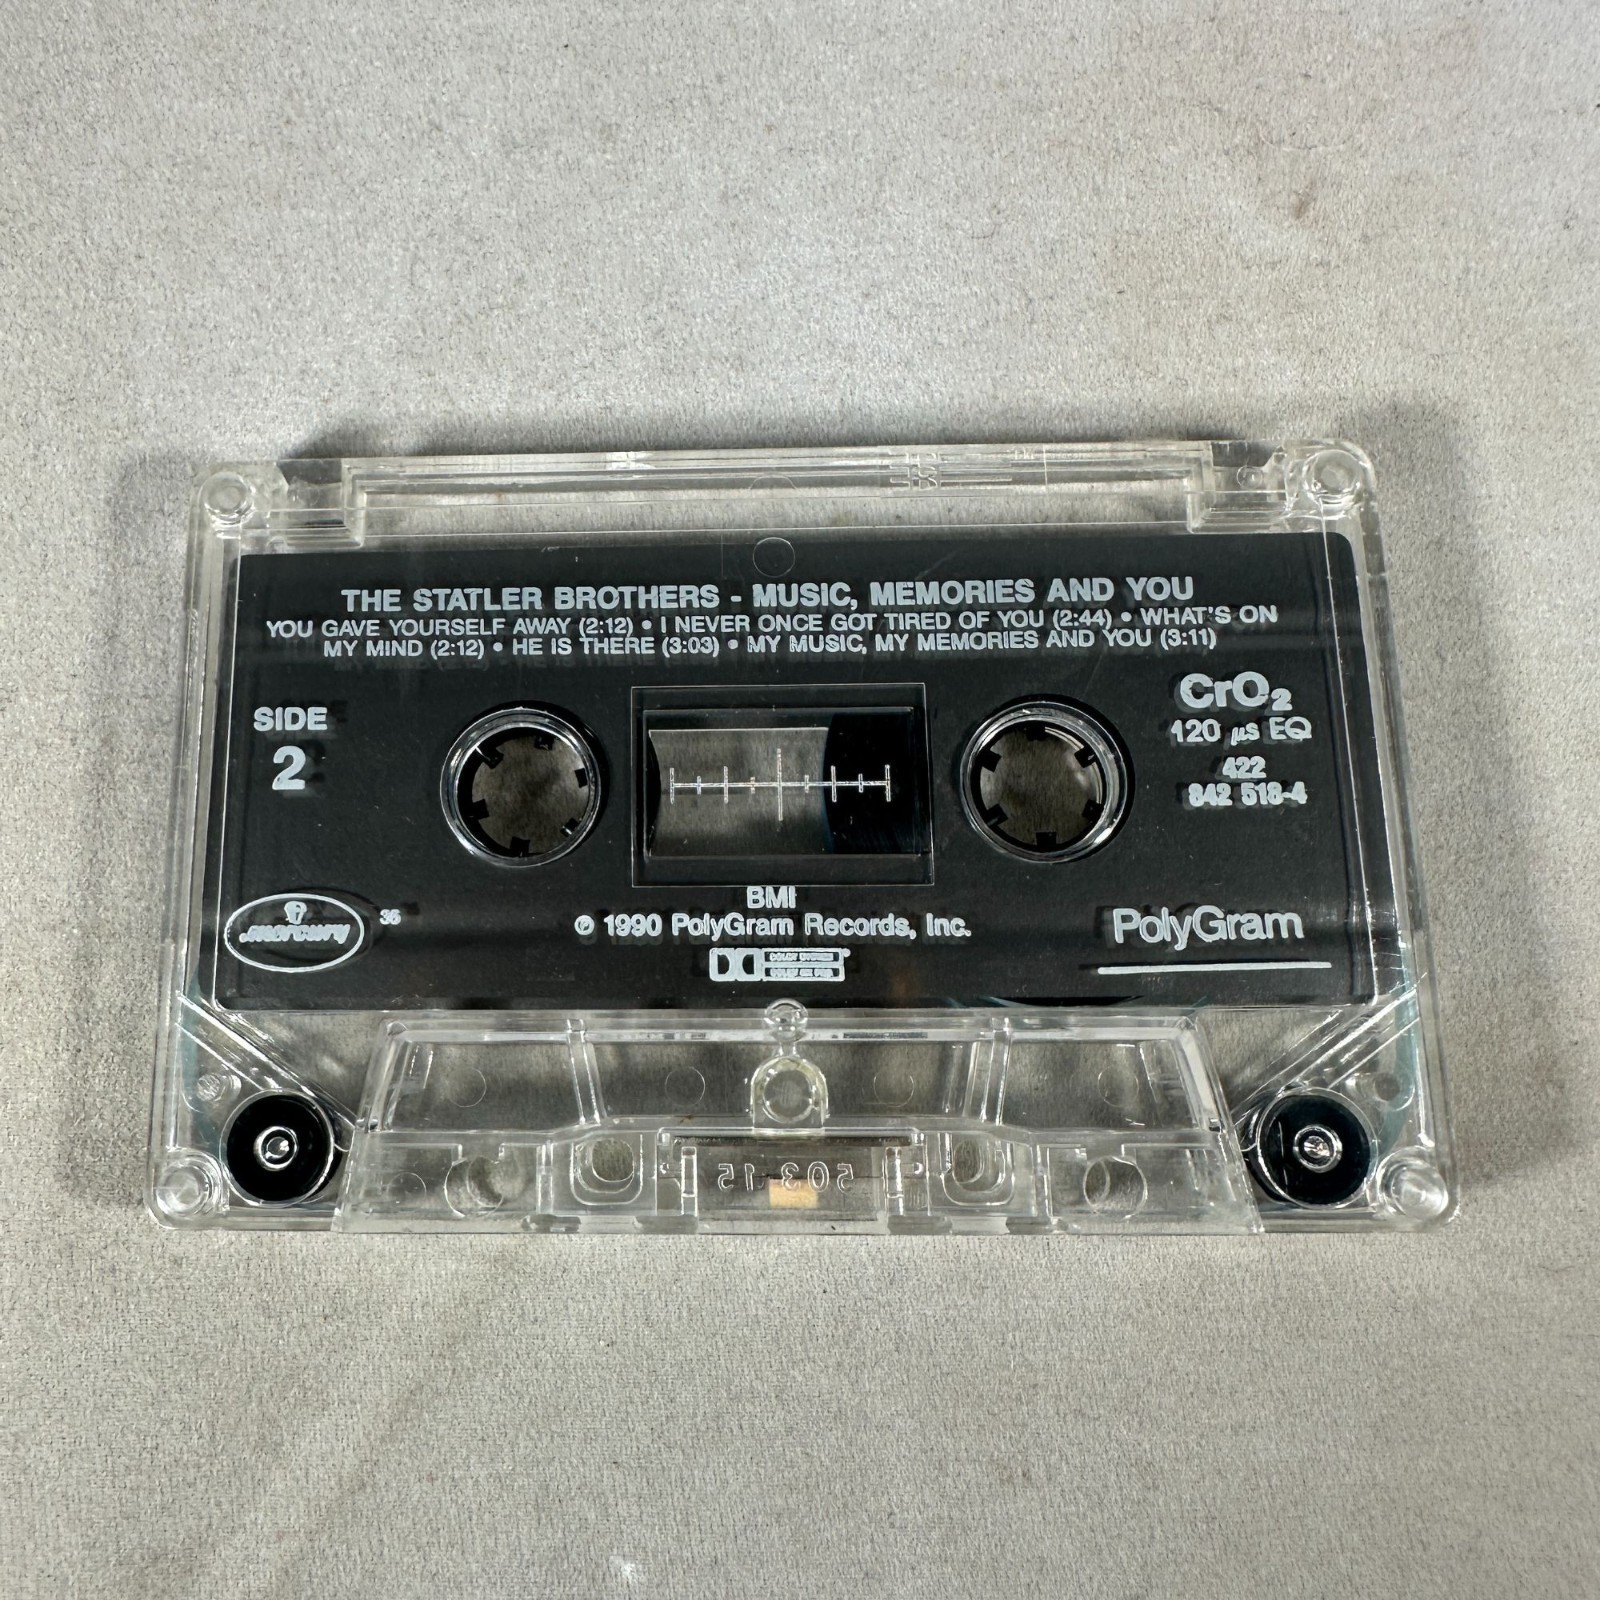 THE STATLER BROTHERS - MUSIC, MEMORIES AND YOU
YOU GAVE YOURSELF AWAY (2:12) • I NEVER ONCE GOT TIRED OF YOU (2:44) • WHAT'S ON
MY MIND (2:12) • HE IS THERE (3:03) • MY MUSIC, MY MEMORIES AND YOU (3:11)
SIDE
2
CrO₂
120 µs EQ
422
842 518-4
mercury
36
BMI
℗ 1990 PolyGram Records, Inc.
DOLBY SYSTEM
PolyGram
503-15